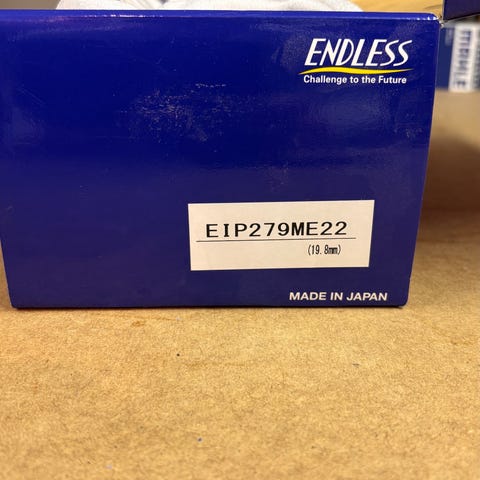 ENDLESS
Challenge to the Future
EIP279ME22
(19.8mm)
MADE IN JAPAN